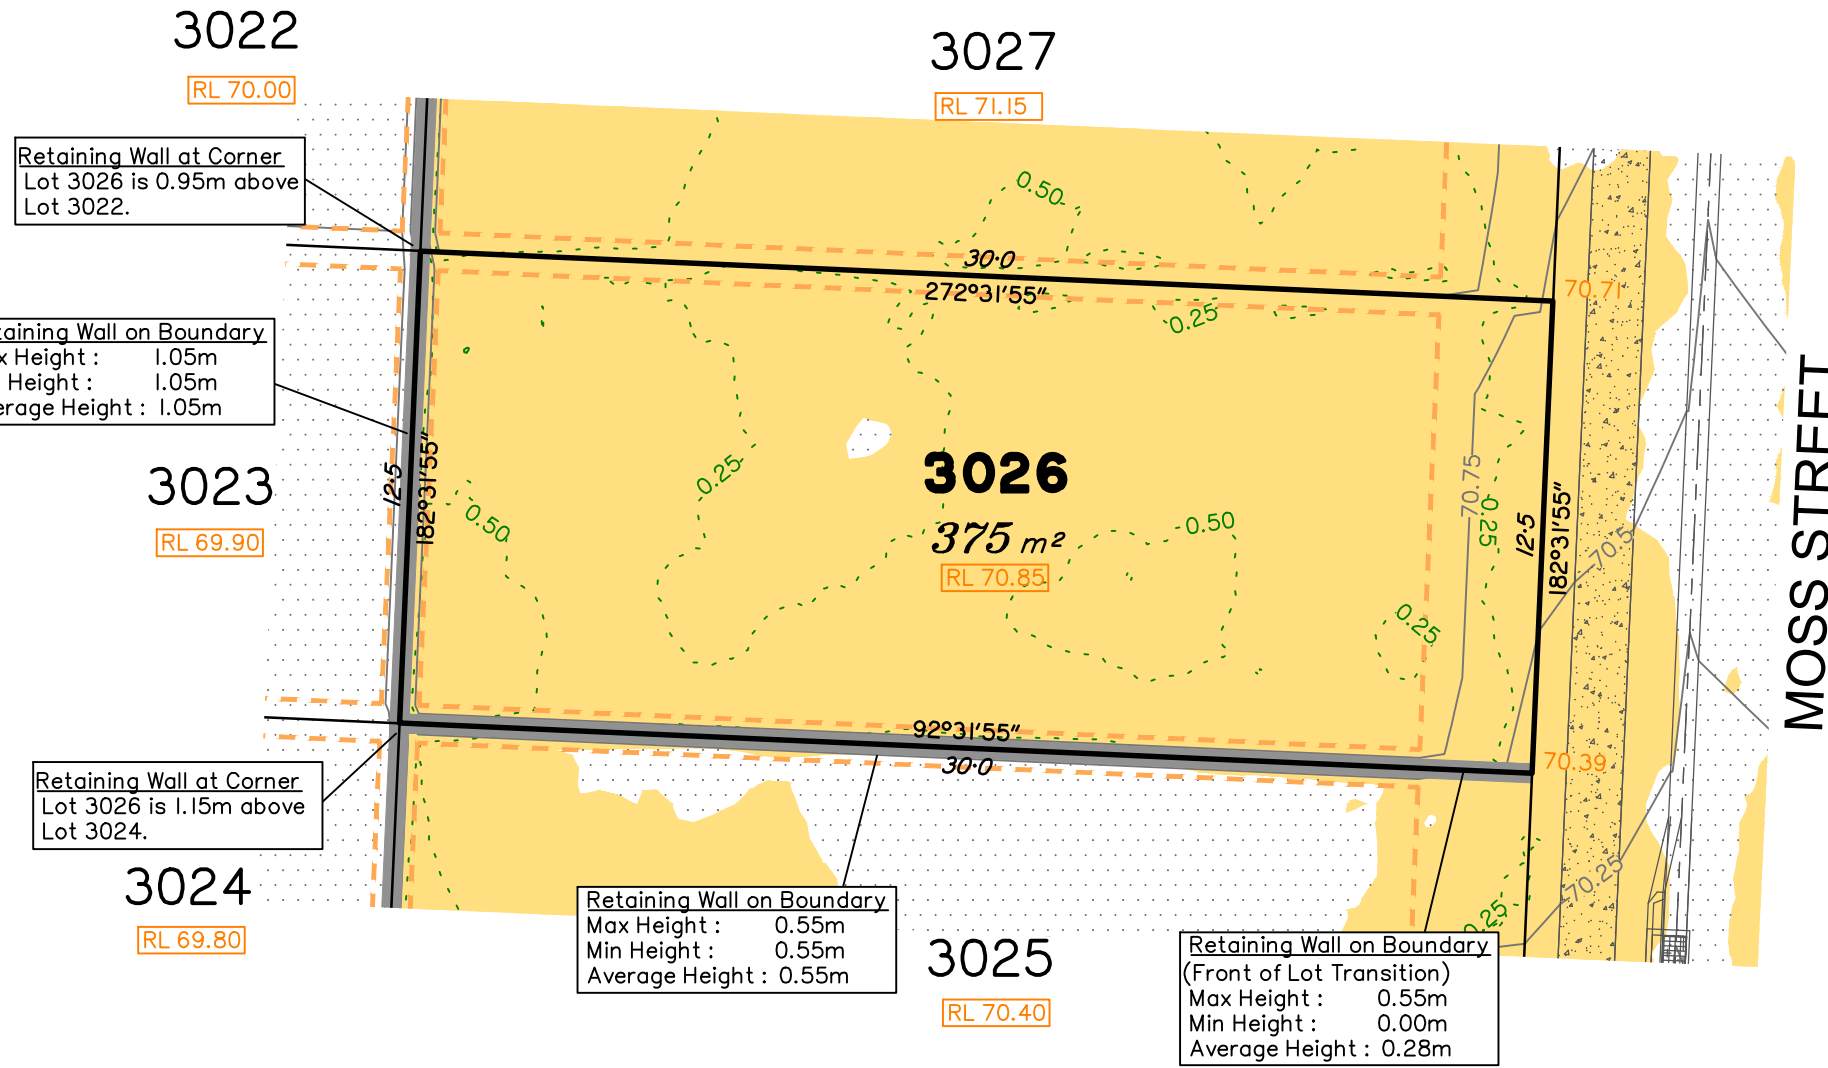 3022
RL 70.00
3027
RL 71.15
Retaining Wall at Corner
Lot 3026 is 0.95m above
Lot 3022.
0.50
30·0
272°31'55"
0.25
70.71
taining Wall on Boundary
x Height : 1.05m
Height : 1.05m
erage Height : 1.05m
12·5
182°31'55"
3023
RL 69.90
0.50
0.25
3026
375 m²
RL 70.85
0.50
70.75
0.25
12·5
182°31'55"
70.5
0.25
MOSS STREET
92°31'55"
30·0
70.39
Retaining Wall at Corner
Lot 3026 is 1.15m above
Lot 3024.
3024
RL 69.80
Retaining Wall on Boundary
Max Height : 0.55m
Min Height : 0.55m
Average Height : 0.55m
3025
RL 70.40
70.25
0.25
Retaining Wall on Boundary
(Front of Lot Transition)
Max Height : 0.55m
Min Height : 0.00m
Average Height : 0.28m